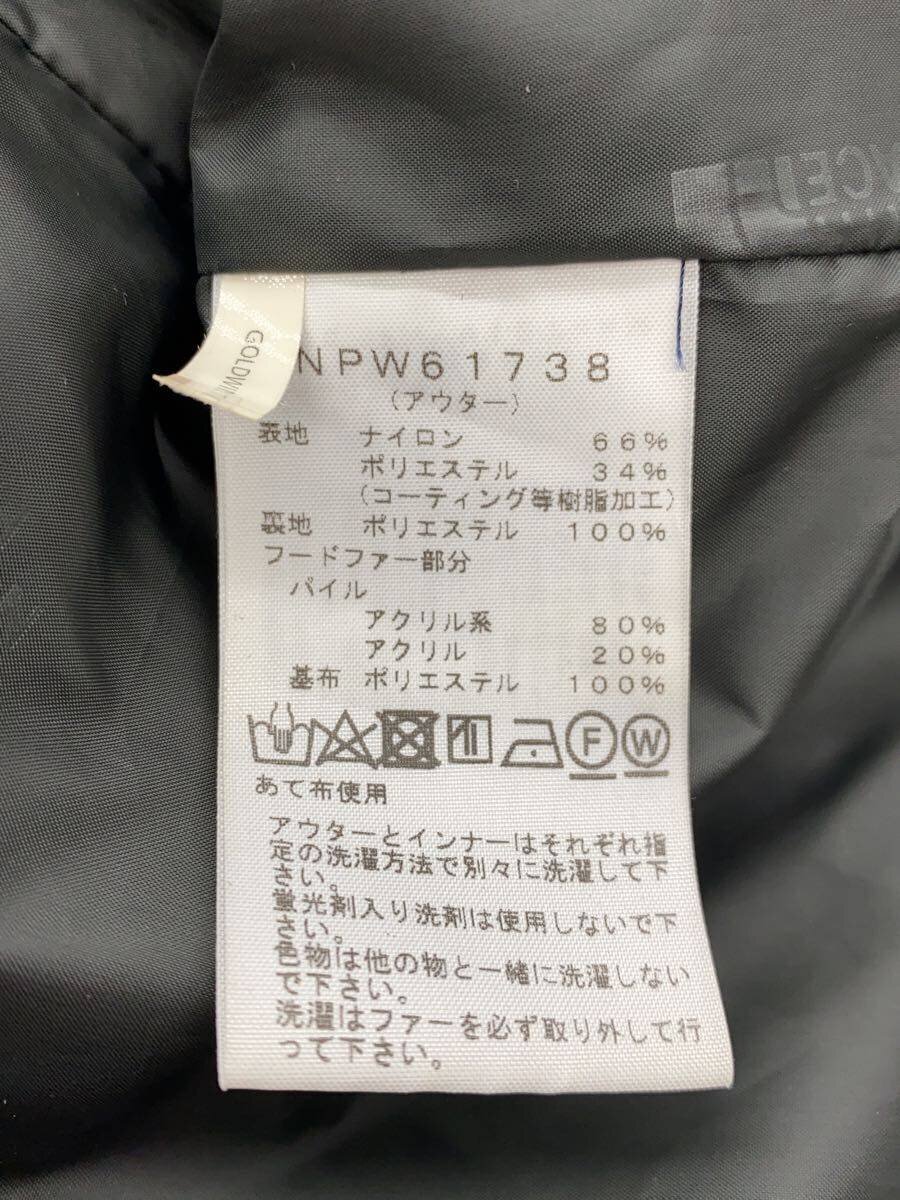 GOLDWI
NPW61738
(アウター)
表地 ナイロン 66%
ポリエステル 34%
(コーティング等樹脂加工)
裏地 ポリエステル 100%
フードファー部分
パイル
アクリル系 80%
アクリル 20%
基布 ポリエステル 100%
F W
あて布使用
アウターとインナーはそれぞれ指
定の洗濯方法で別々に洗濯して下
さい。
蛍光剤入り洗剤は使用しないで下
さい。
色物は他の物と一緒に洗濯しない
で下さい。
洗濯はファーを必ず取り外して行
って下さい。